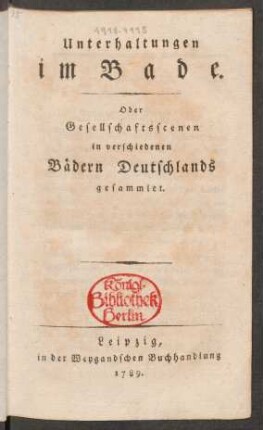 Unterhaltungen
im Bade.
Oder
Gesellschaftsscenen
in verschiedenen
Bädern Deutschlands
gesammlet.
Königl.
Bibliothek
Berlin
Leipzig,
in der Weygandschen Buchhandlung
1789.